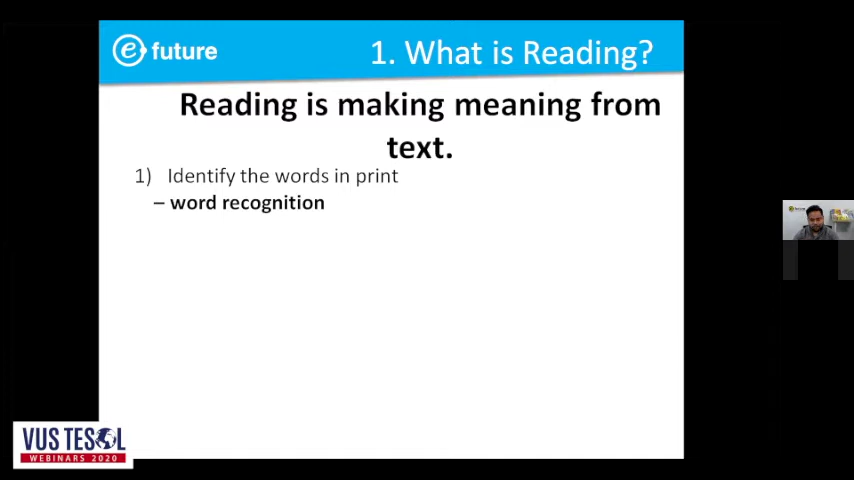 e future
1. What is Reading?
Reading is making meaning from
text.
1) Identify the words in print
– word recognition
VUS TESOL
WEBINARS 2020